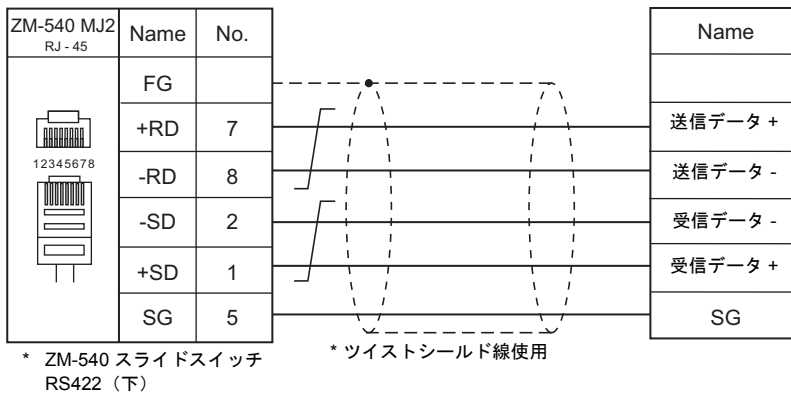 ZM-540 MJ2 Name No. Name
RJ - 45
FG
+RD 7 送信データ +
12345678
-RD 8 送信データ -
-SD 2 受信データ -
+SD 1 受信データ +
SG 5 SG
* ZM-540 スライドスイッチ
RS422（下）
* ツイストシールド線使用